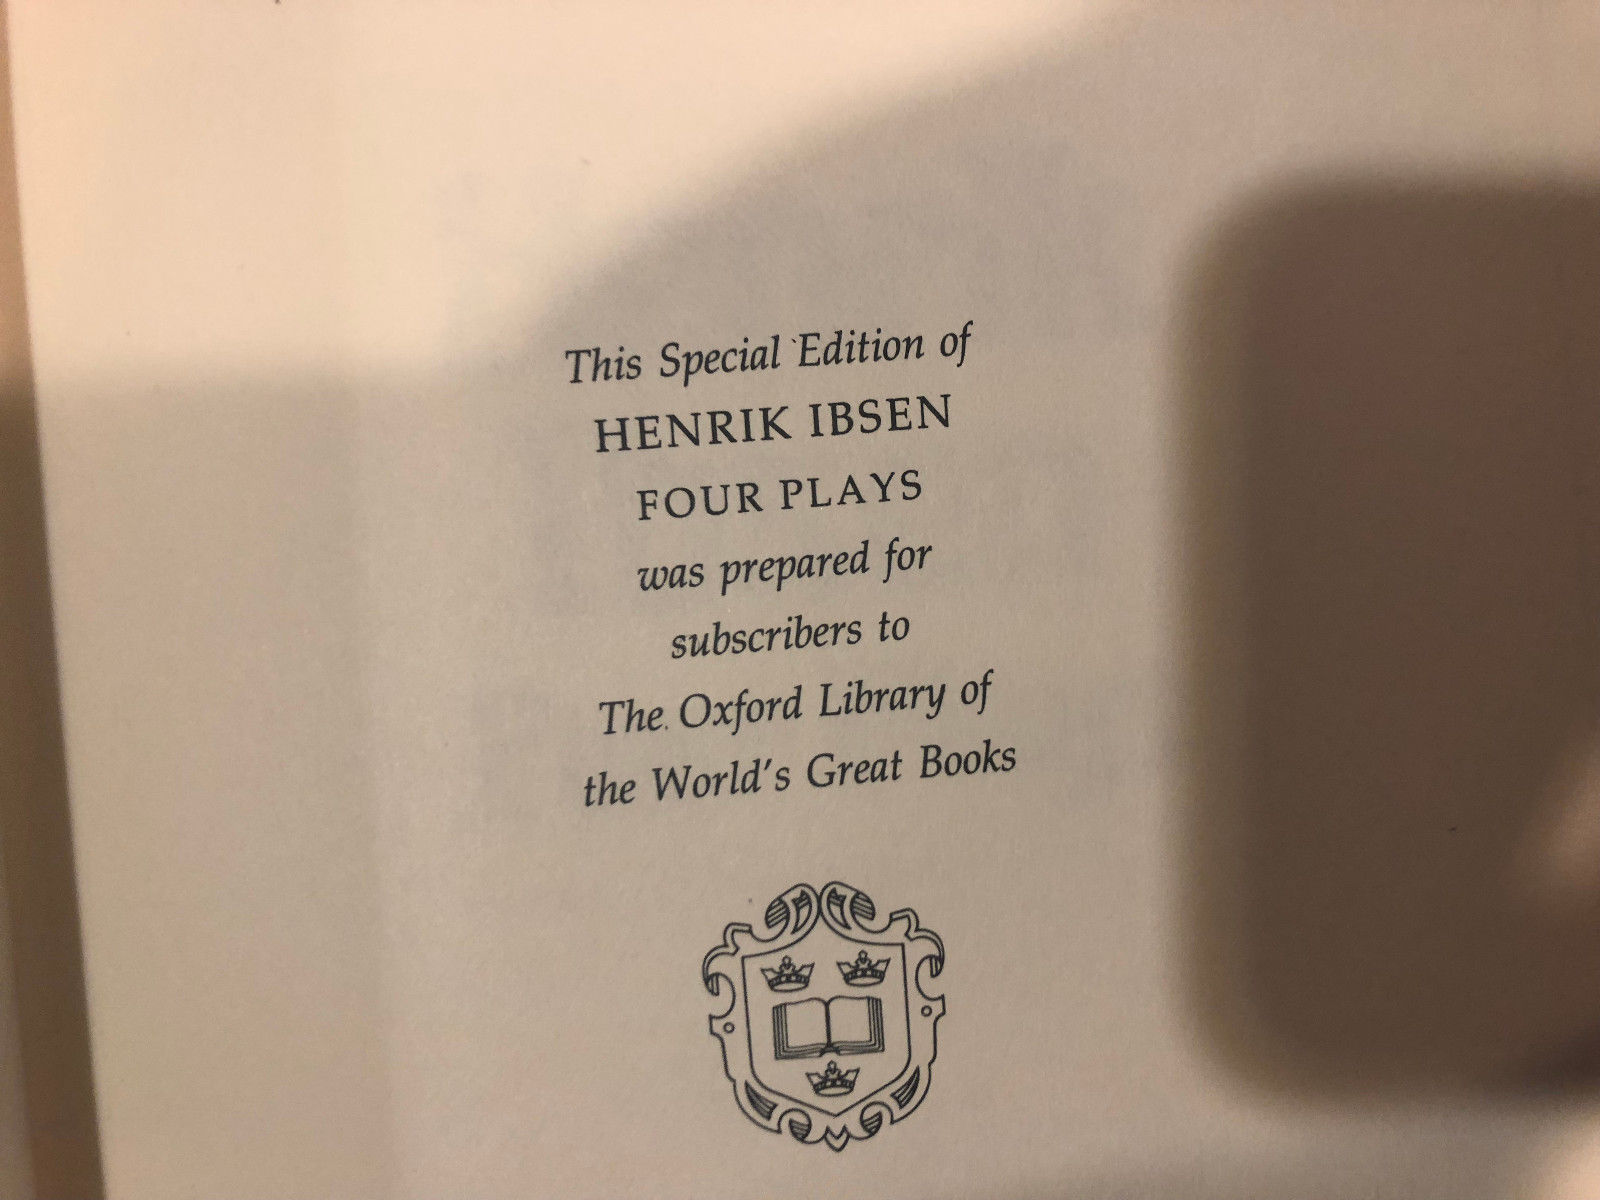 This Special Edition of
HENRIK IBSEN
FOUR PLAYS
was prepared for
subscribers to
The Oxford Library of
the World's Great Books